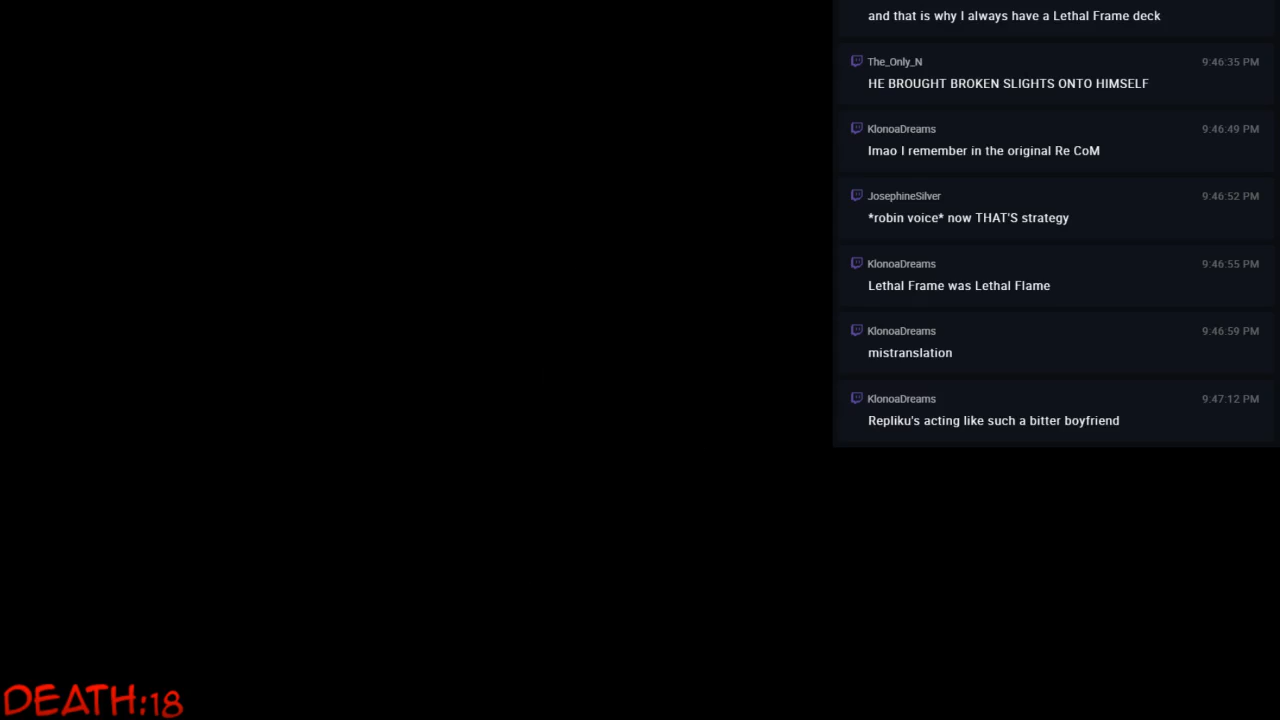 and that is why I always have a Lethal Frame deck
The_Only_N 9:46:35 PM
HE BROUGHT BROKEN SLIGHTS ONTO HIMSELF
KlonoaDreams 9:46:49 PM
lmao I remember in the original Re CoM
JosephineSilver 9:46:52 PM
*robin voice* now THAT'S strategy
KlonoaDreams 9:46:55 PM
Lethal Frame was Lethal Flame
KlonoaDreams 9:46:59 PM
mistranslation
KlonoaDreams 9:47:12 PM
Repliku's acting like such a bitter boyfriend
DEATH:18